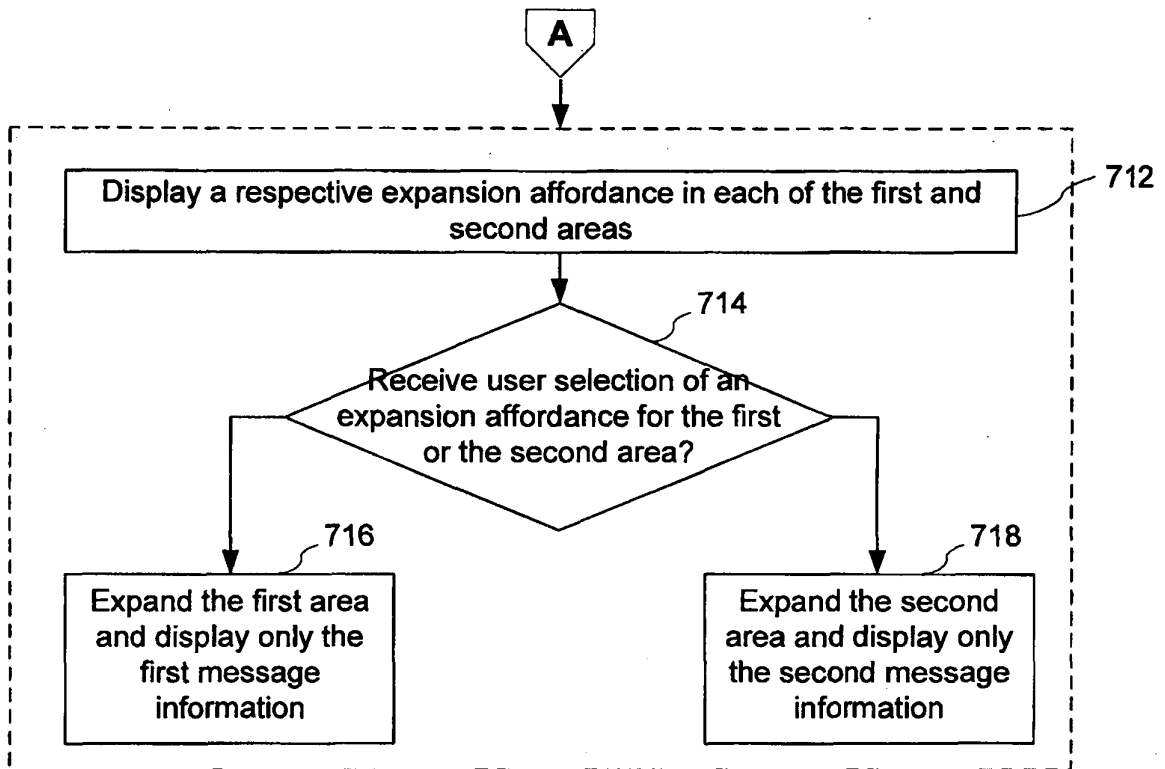 A
Display a respective expansion affordance in each of the first and
second areas
712
714
Receive user selection of an
expansion affordance for the first
or the second area?
716
Expand the first area
and display only the
first message
information
718
Expand the second
area and display only
the second message
information